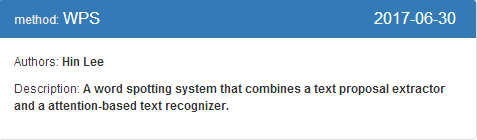 method: WPS 2017-06-30
Authors: Hin Lee
Description: A word spotting system that combines a text proposal extractor
and a attention-based text recognizer.